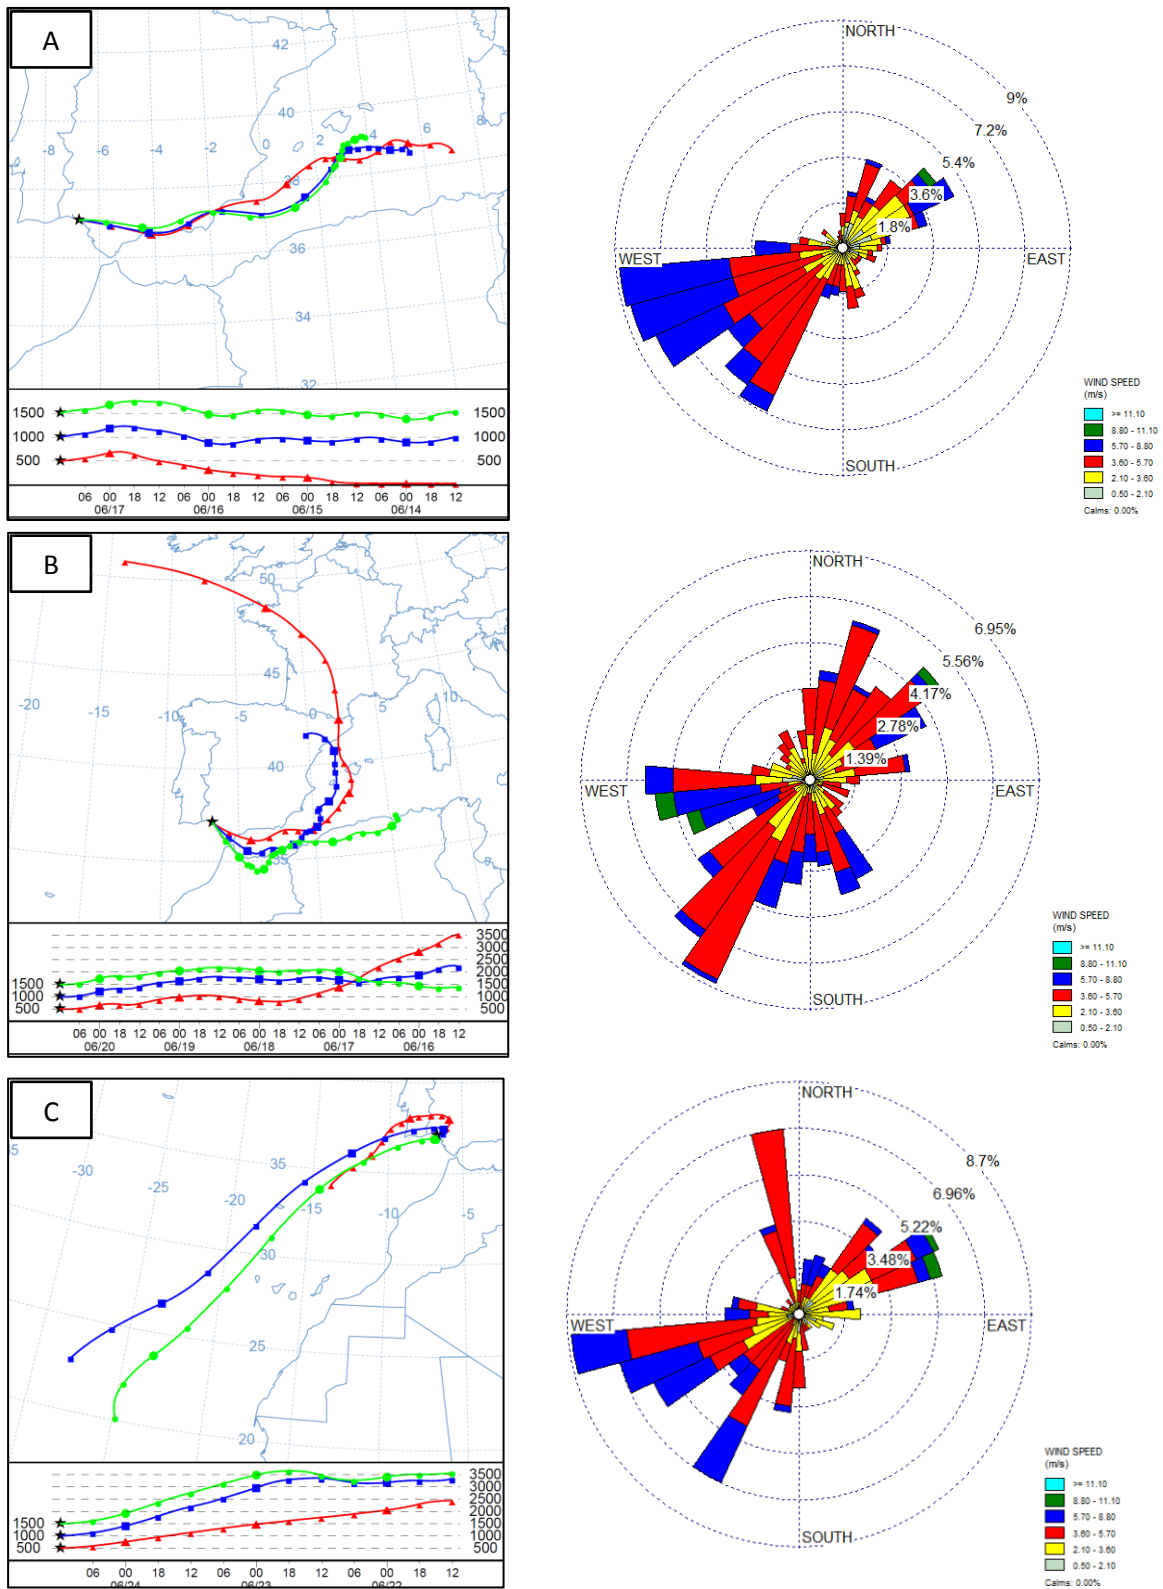 A
42
40
-8 -6 -4 -2 0 2 4 6 8
38
36
34
32
1500 1500
1000 1000
500 500
06 00 18 12 06 00 18 12 06 00 18 12 06 00 18 12
06/17 06/16 06/15 06/14
NORTH
9%
7.2%
5.4%
3.6%
1.8%
WEST EAST
SOUTH
WIND SPEED
(m/s)
>= 11.10
8.80 - 11.10
5.70 - 8.80
3.60 - 5.70
2.10 - 3.60
0.50 - 2.10
Calms: 0.00%
B
50
45
-20 -15 -10 -5 0 5 10
40
35
3500
3000
2500
2000
1500 1500
1000 1000
500 500
06 00 18 12 06 00 18 12 06 00 18 12 06 00 18 12 06 00 18 12
06/20 06/19 06/18 06/17 06/16
NORTH
6.95%
5.56%
4.17%
2.78%
1.39%
WEST EAST
SOUTH
WIND SPEED
(m/s)
>= 11.10
8.80 - 11.10
5.70 - 8.80
3.60 - 5.70
2.10 - 3.60
0.50 - 2.10
Calms: 0.00%
C
-30 -25 -20 -15 -10 -5
35
30
25
20
3500
3000
2500
2000
1500 1500
1000 1000
500 500
06 00 18 12 06 00 18 12 06 00 18 12
06/24 06/23 06/22
NORTH
8.7%
6.96%
5.22%
3.48%
1.74%
WEST EAST
SOUTH
WIND SPEED
(m/s)
>= 11.10
8.80 - 11.10
5.70 - 8.80
3.60 - 5.70
2.10 - 3.60
0.50 - 2.10
Calms: 0.00%